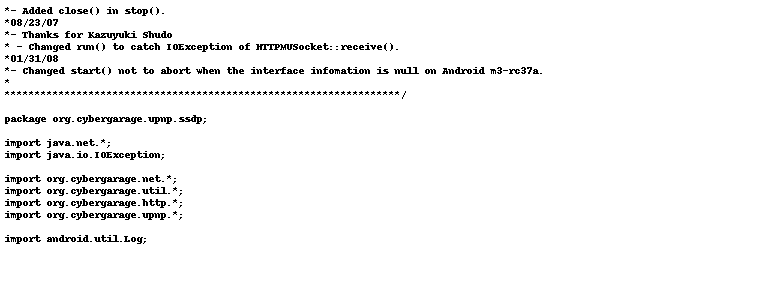 *- Added close() in stop().
*08/23/07
*- Thanks for Kazuyuki Shudo
* - Changed run() to catch IOException of HTTPMUSocket::receive().
*01/31/08
*- Changed start() not to abort when the interface infomation is null on Android m3-rc37a.
*
******************************************************************/
package org.cybergarage.upnp.ssdp;
import java.net.*;
import java.io.IOException;
import org.cybergarage.net.*;
import org.cybergarage.util.*;
import org.cybergarage.http.*;
import org.cybergarage.upnp.*;
import android.util.Log;